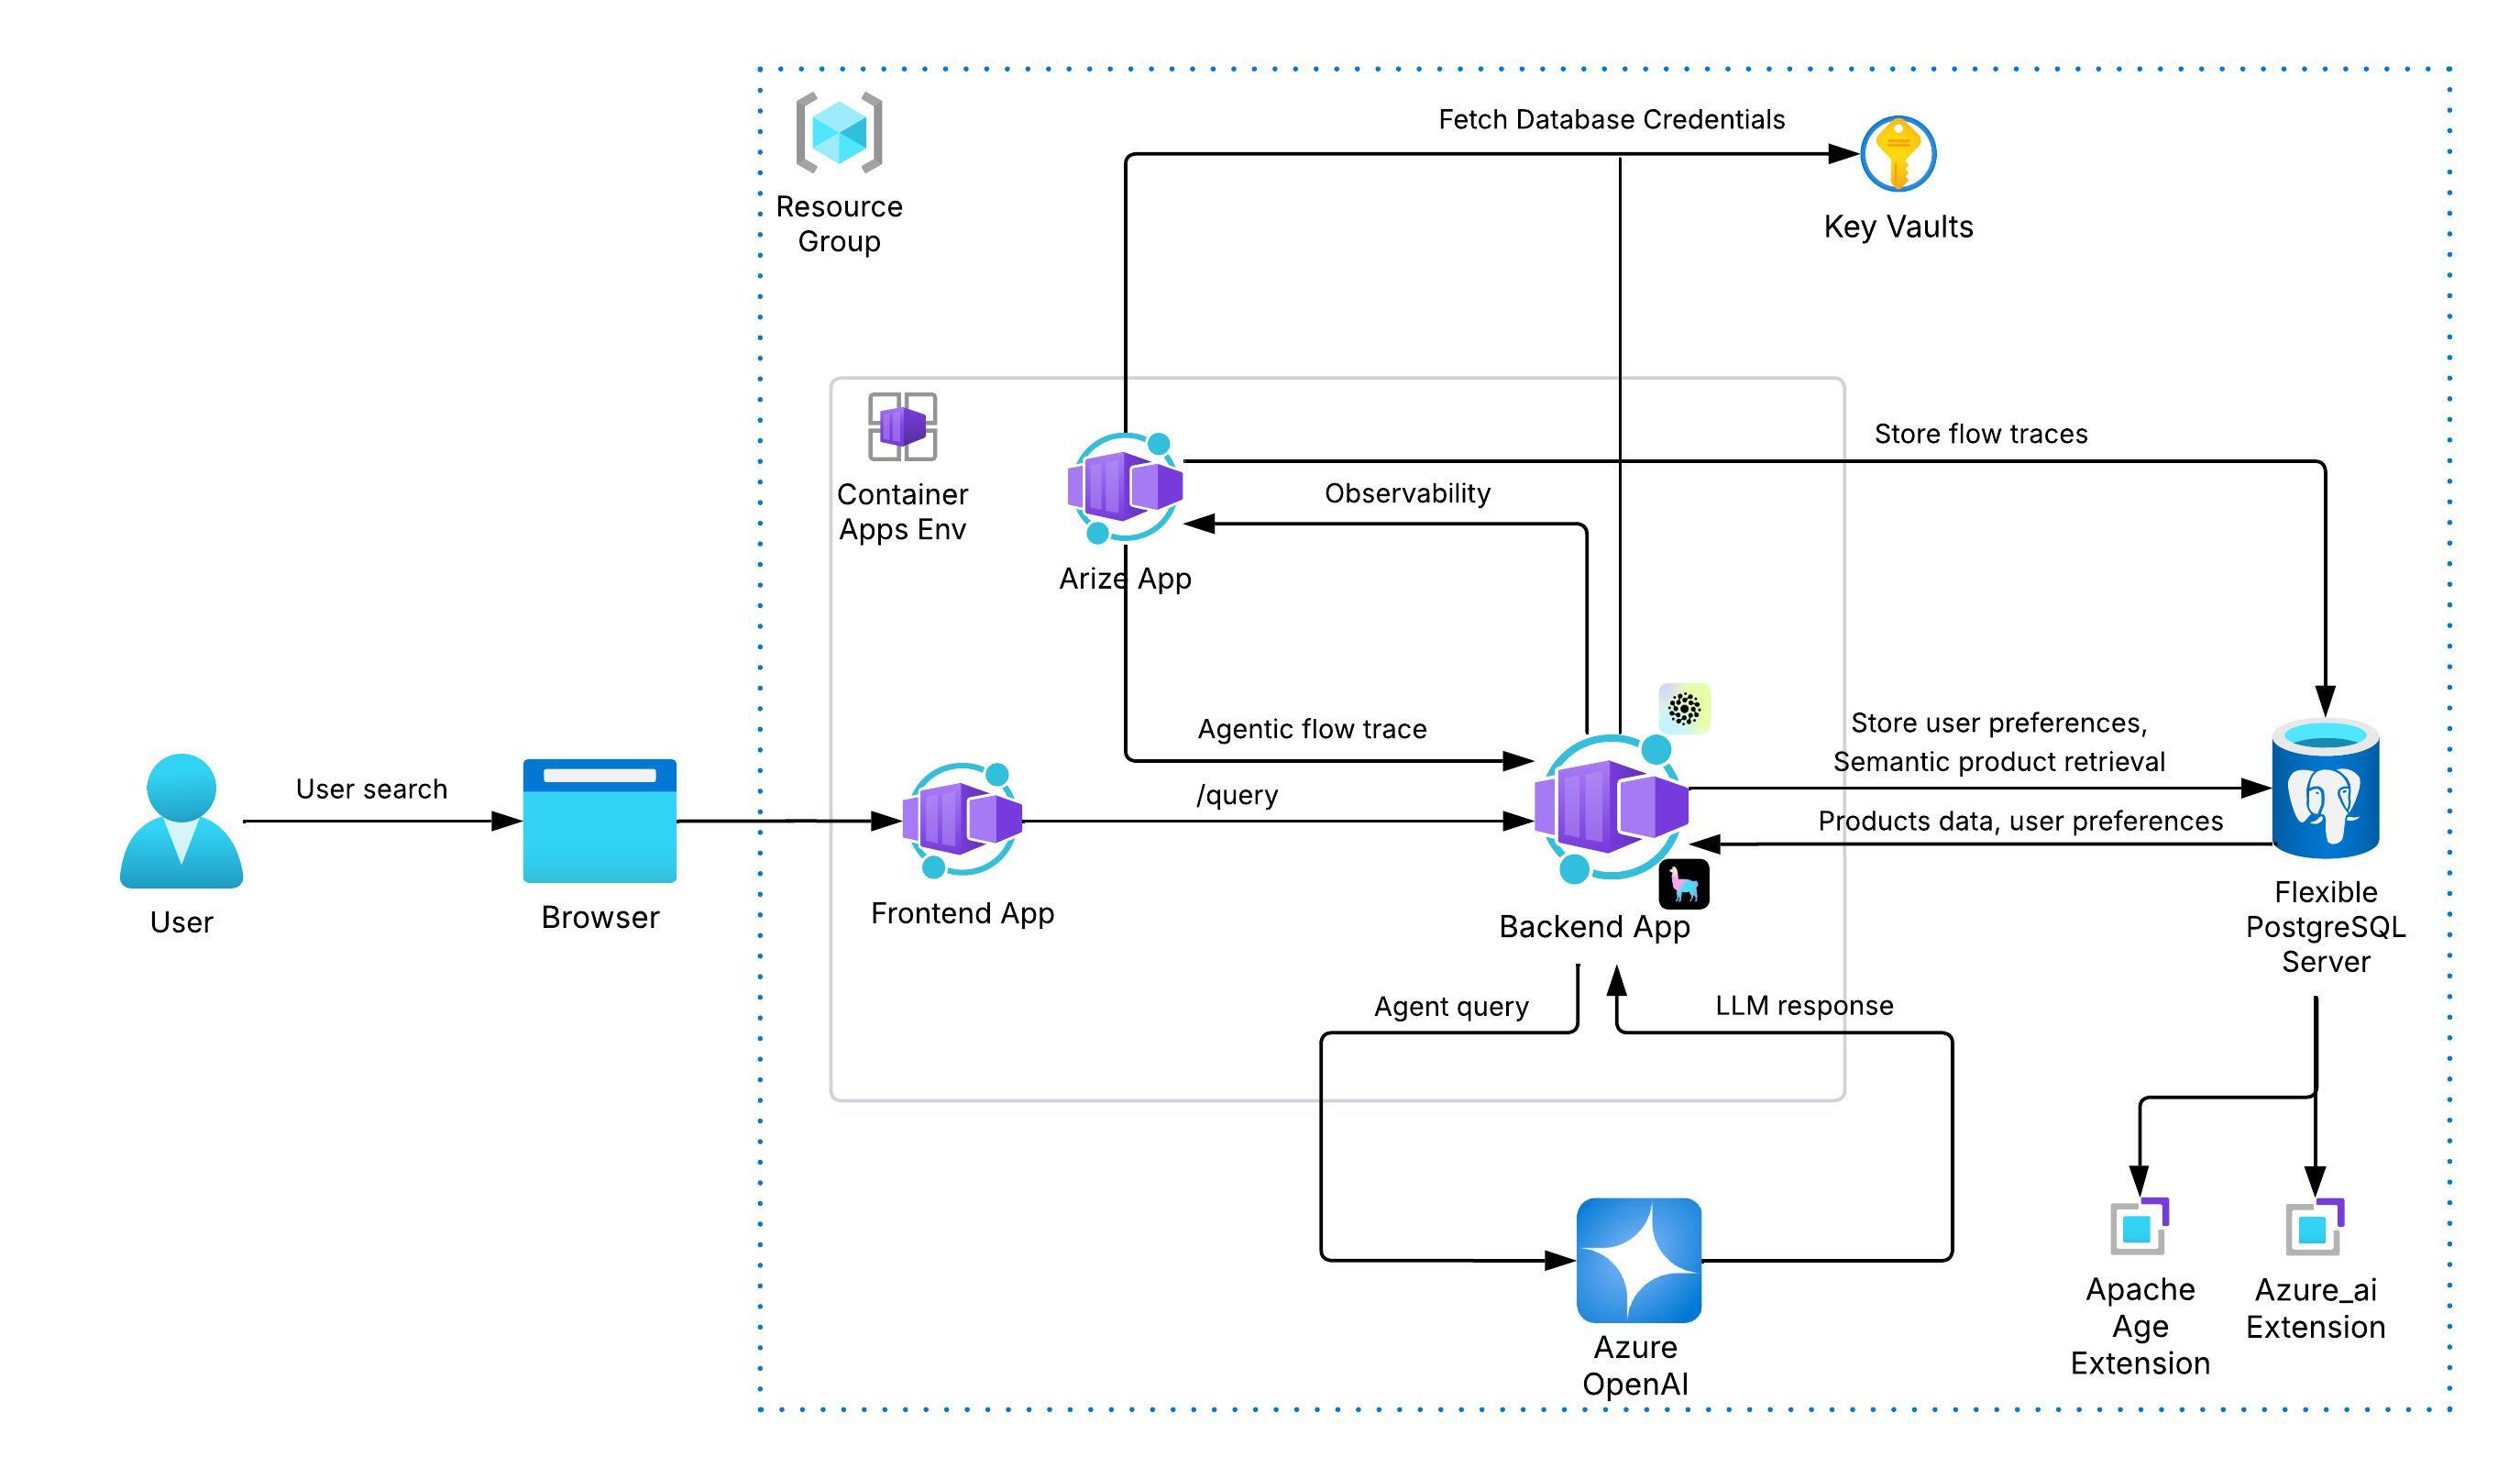 Fetch Database Credentials
Resource
Group
Key Vaults
Container
Apps Env
Store flow traces
Observability
Arize App
Agentic flow trace
Store user preferences,
Semantic product retrieval
User search
/query
Products data, user preferences
User
Browser
Frontend App
Backend App
Flexible
PostgreSQL
Server
Agent query
LLM response
Apache
Age
Extension
Azure_ai
Extension
Azure
OpenAI